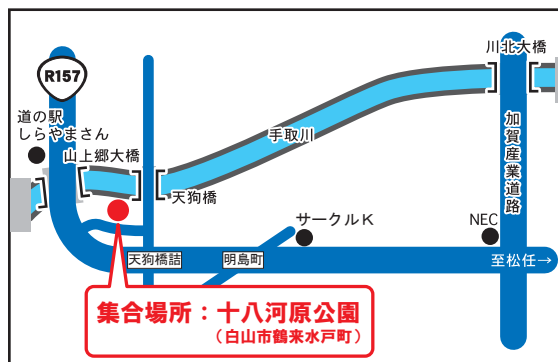 川北大橋
R157
道の駅
しらやまさん
山上郷大橋
手取川
天狗橋
加賀産業道路
サークルK
NEC
天狗橋詰
明島町
至松任→
集合場所：十八河原公園
（白山市鶴来水戸町）